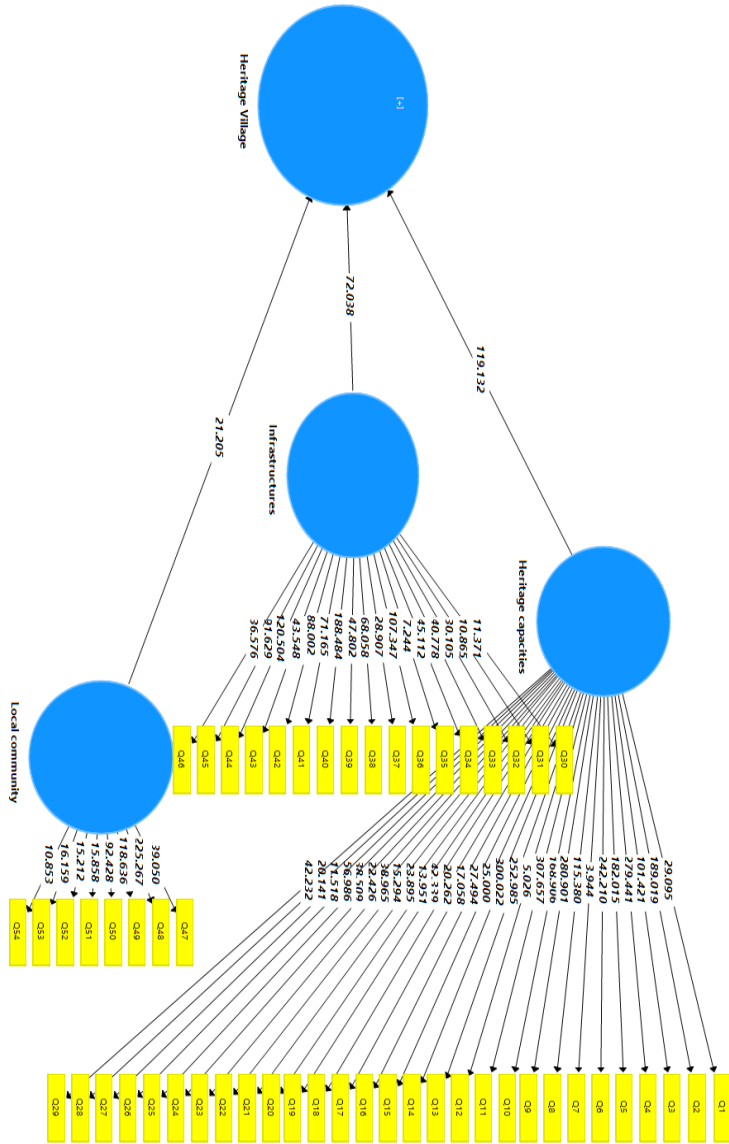 [+]
Heritage Village
119.132
72.038
21.205
Heritage capacities
29.095
189.019
101.421
279.441
182.015
242.210
3.944
115.380
280.901
168.906
307.657
5.026
252.985
300.022
25.000
27.494
17.058
20.262
42.339
13.951
23.895
15.294
38.965
22.426
38.509
56.986
11.518
28.141
42.232
Q1
Q2
Q3
Q4
Q5
Q6
Q7
Q8
Q9
Q10
Q11
Q12
Q13
Q14
Q15
Q16
Q17
Q18
Q19
Q20
Q21
Q22
Q23
Q24
Q25
Q26
Q27
Q28
Q29
Infrastructures
11.371
10.865
30.105
40.778
45.112
7.244
107.347
28.907
68.058
47.802
188.484
71.165
88.002
43.548
120.504
91.629
36.576
Q30
Q31
Q32
Q33
Q34
Q35
Q36
Q37
Q38
Q39
Q40
Q41
Q42
Q43
Q44
Q45
Q46
Local community
39.050
225.267
118.636
92.428
15.858
15.212
16.159
10.853
Q47
Q48
Q49
Q50
Q51
Q52
Q53
Q54